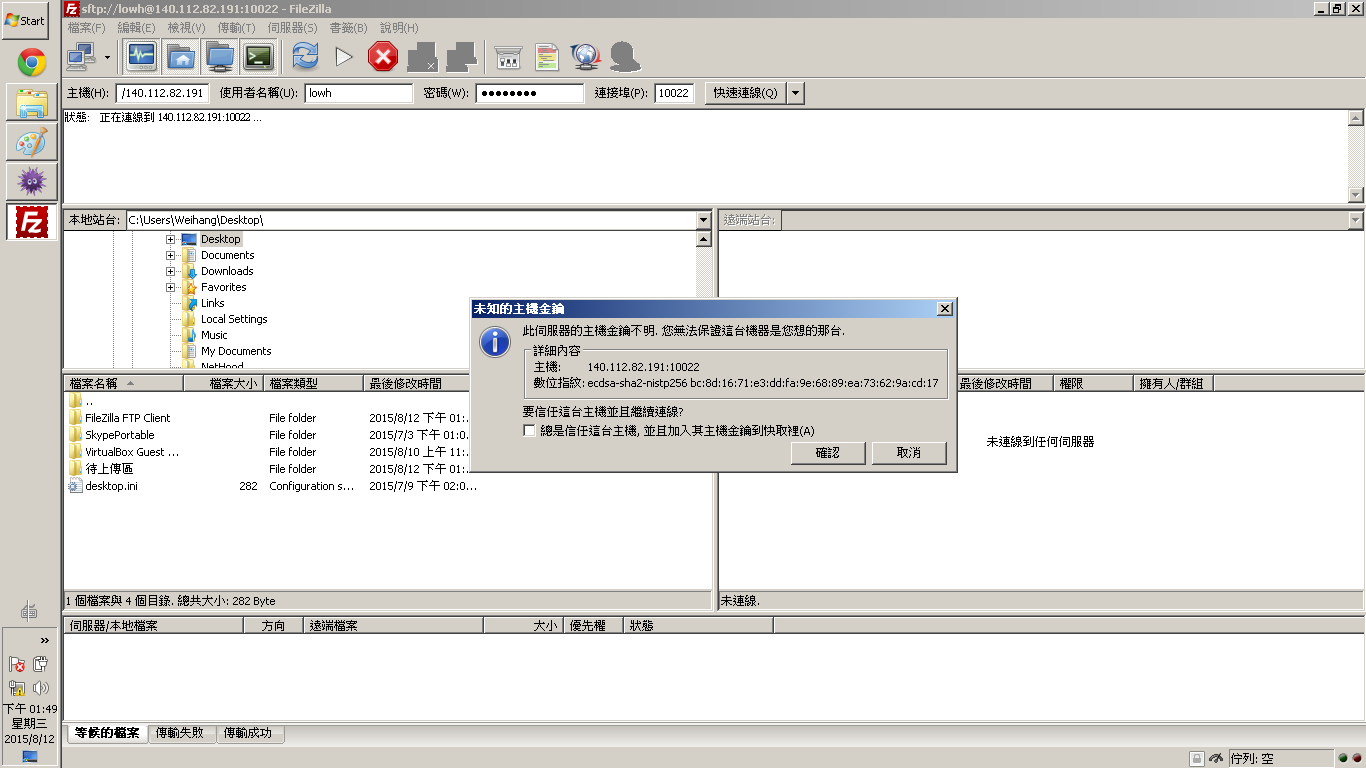 Start
sftp://lowh@140.112.82.191:10022 - FileZilla
檔案(F) 編輯(E) 檢視(V) 傳輸(T) 伺服器(S) 書籤(B) 說明(H)
主機(H): /140.112.82.191 使用者名稱(U): lowh 密碼(W): ●●●●●●●● 連接埠(P): 10022 快速連線(Q)
狀態: 正在連線到 140.112.82.191:10022 ...
本地站台: C:\Users\Weihang\Desktop\
遠端站台:
Desktop
Documents
Downloads
Favorites
Links
Local Settings
Music
My Documents
NetHood
未知的主機金鑰
此伺服器的主機金鑰不明. 您無法保證這台機器是您想的那台.
詳細內容
主機: 140.112.82.191:10022
數位指紋: ecdsa-sha2-nistp256 bc:8d:16:71:e3:dd:fa:9e:68:89:ea:73:62:9a:cd:17
要信任這台主機並且繼續連線?
總是信任這台主機, 並且加入其主機金鑰到快取裡(A)
確認 取消
檔案名稱 檔案大小 檔案類型 最後修改時間
..
FileZilla FTP Client File folder 2015/8/12 下午 01:...
SkypePortable File folder 2015/7/3 下午 01:0...
VirtualBox Guest ... File folder 2015/8/10 上午 11:...
待上傳區 File folder 2015/8/12 下午 01:...
desktop.ini 282 Configuration s... 2015/7/9 下午 02:0...
最後修改時間 權限 擁有人/群組
未連線到任何伺服器
1 個檔案與 4 個目錄. 總共大小: 282 Byte
未連線.
伺服器/本地檔案 方向 遠端檔案 大小 優先權 狀態
等候的檔案 傳輸失敗 傳輸成功
佇列: 空
»
下午 01:49
星期三
2015/8/12